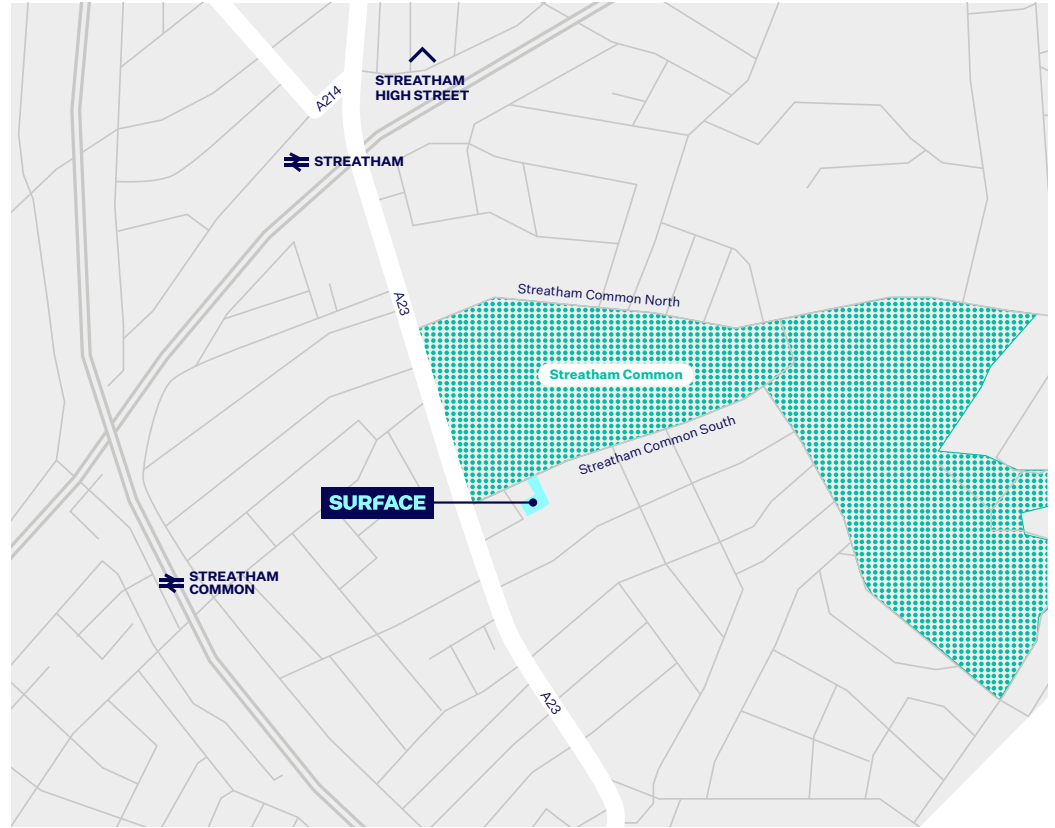 STREATHAM
HIGH STREET
A214
STREATHAM
Streatham Common North
A23
Streatham Common
Streatham Common South
SURFACE
STREATHAM
COMMON
A23